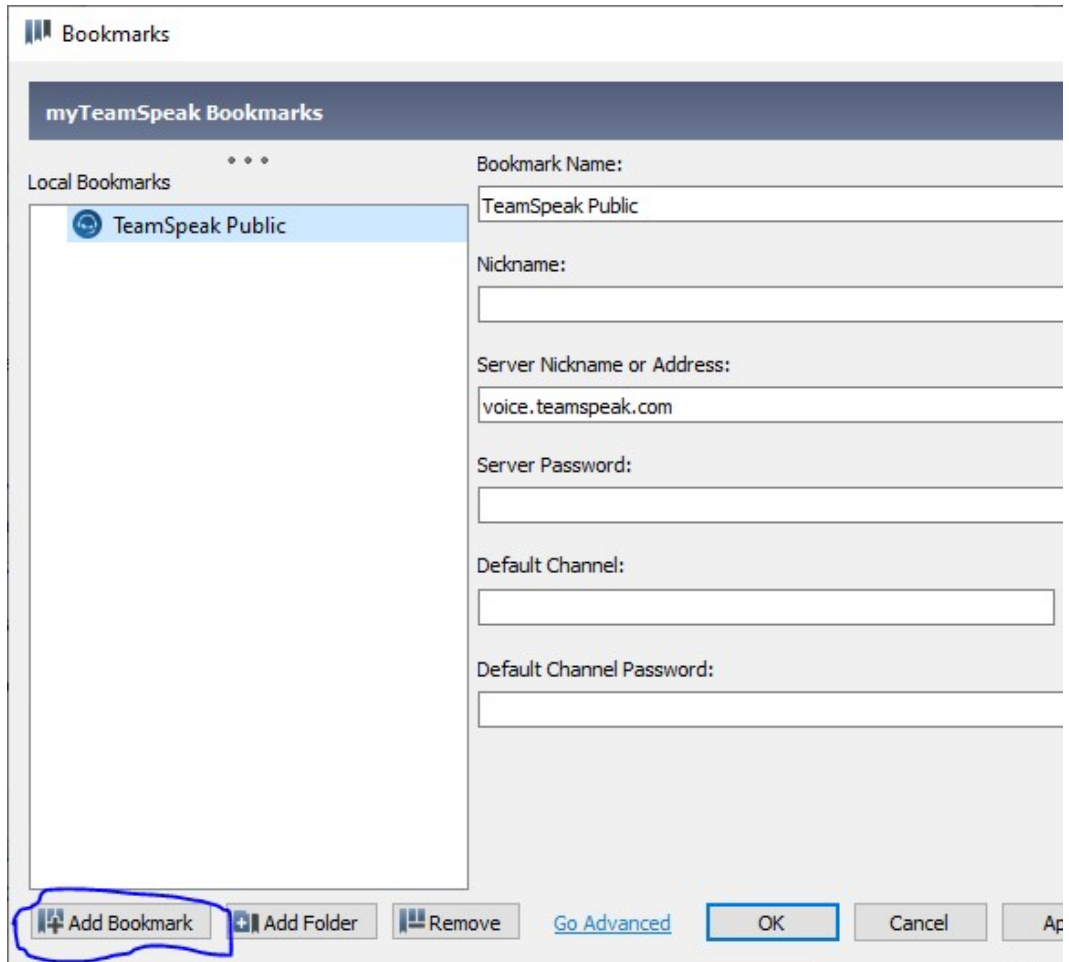 Bookmarks
myTeamSpeak Bookmarks
Local Bookmarks
TeamSpeak Public
Bookmark Name:
TeamSpeak Public
Nickname:
Server Nickname or Address:
voice.teamspeak.com
Server Password:
Default Channel:
Default Channel Password:
Add Bookmark Add Folder Remove Go Advanced OK Cancel